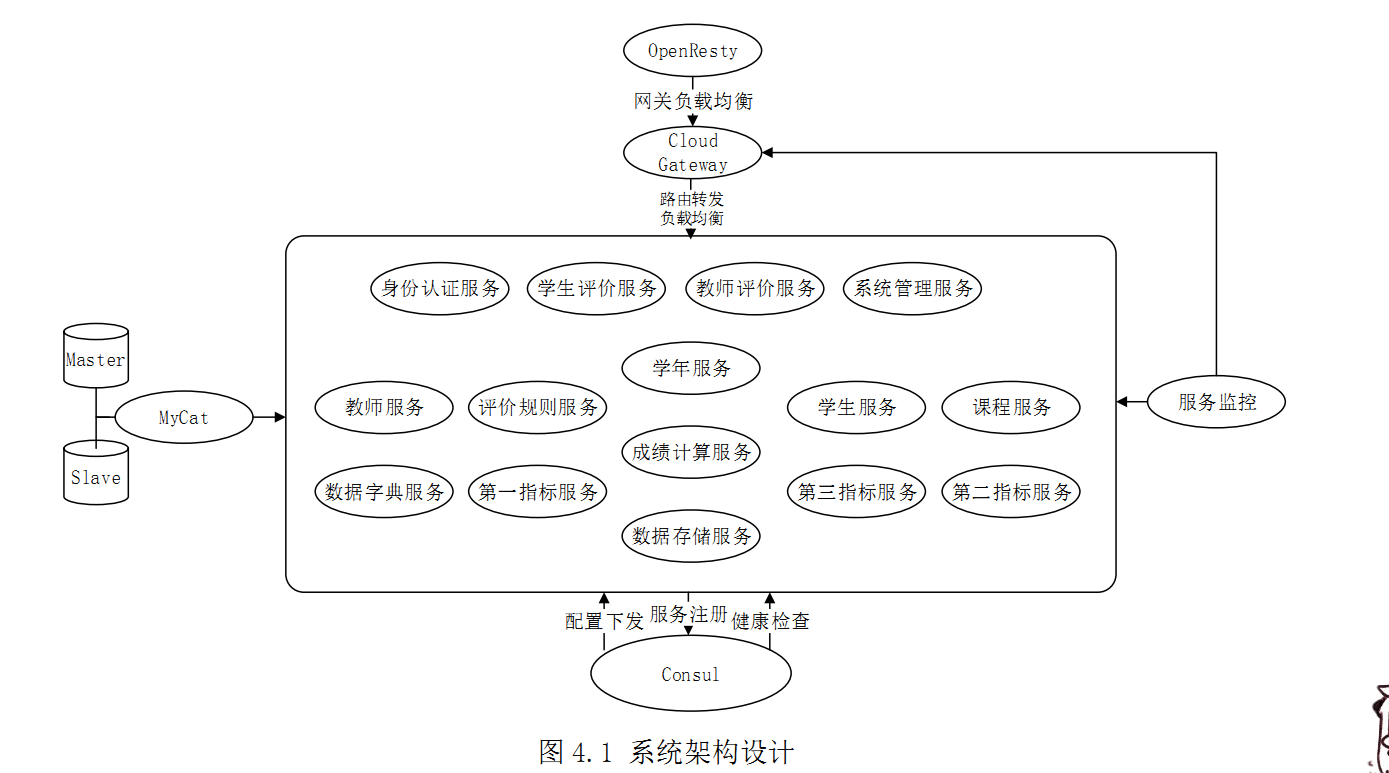 OpenResty
网关负载均衡
Cloud
Gateway
路由转发
负载均衡
身份认证服务
学生评价服务
教师评价服务
系统管理服务
Master
学年服务
教师服务
评价规则服务
学生服务
课程服务
服务监控
MyCat
成绩计算服务
Slave
数据字典服务
第一指标服务
第三指标服务
第二指标服务
数据存储服务
配置下发
服务注册
健康检查
Consul
图 4.1 系统架构设计